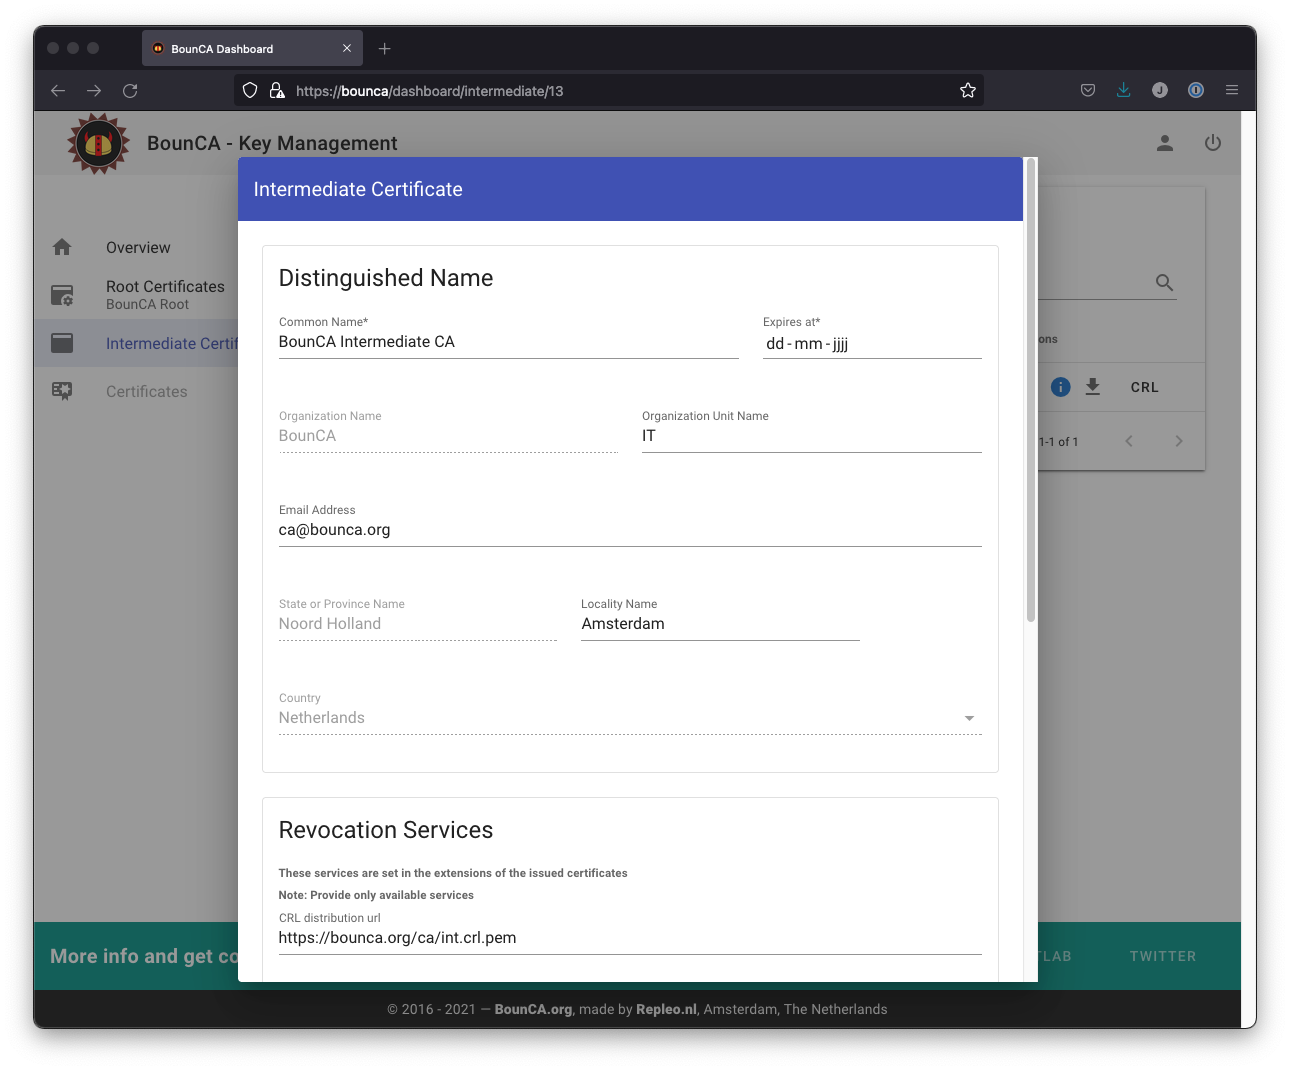 BounCA Dashboard
https://bounca/dashboard/intermediate/13
J
BounCA - Key Management
Intermediate Certificate
Overview
Root Certificates
BounCA Root
Intermediate Certif
Certificates
Distinguished Name
Common Name*
BounCA Intermediate CA
Expires at*
dd-mm-jjjj
Organization Name
BounCA
Organization Unit Name
IT
Email Address
ca@bounca.org
State or Province Name
Noord Holland
Locality Name
Amsterdam
Country
Netherlands
Revocation Services
These services are set in the extensions of the issued certificates
Note: Provide only available services
CRL distribution url
https://bounca.org/ca/int.crl.pem
ons
CRL
1-1 of 1
More info and get co
TLAB
TWITTER
© 2016 - 2021 — BounCA.org, made by Repleo.nl, Amsterdam, The Netherlands